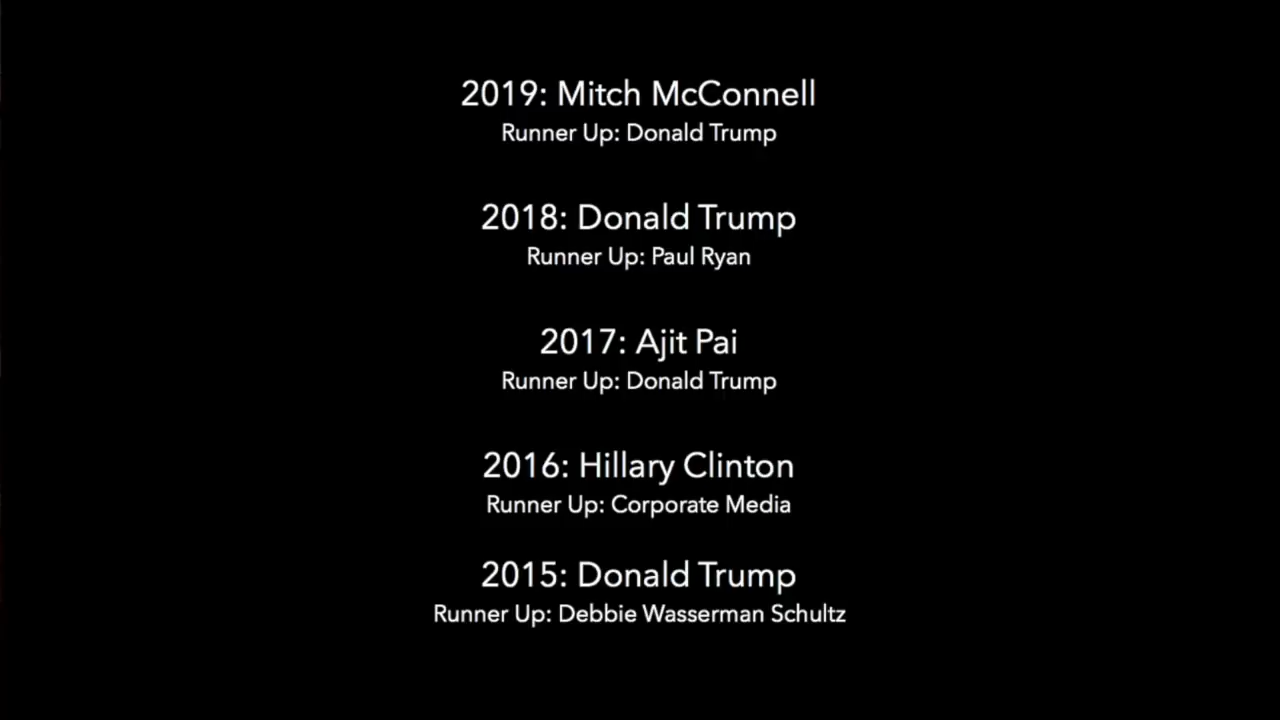 2019: Mitch McConnell
Runner Up: Donald Trump
2018: Donald Trump
Runner Up: Paul Ryan
2017: Ajit Pai
Runner Up: Donald Trump
2016: Hillary Clinton
Runner Up: Corporate Media
2015: Donald Trump
Runner Up: Debbie Wasserman Schultz